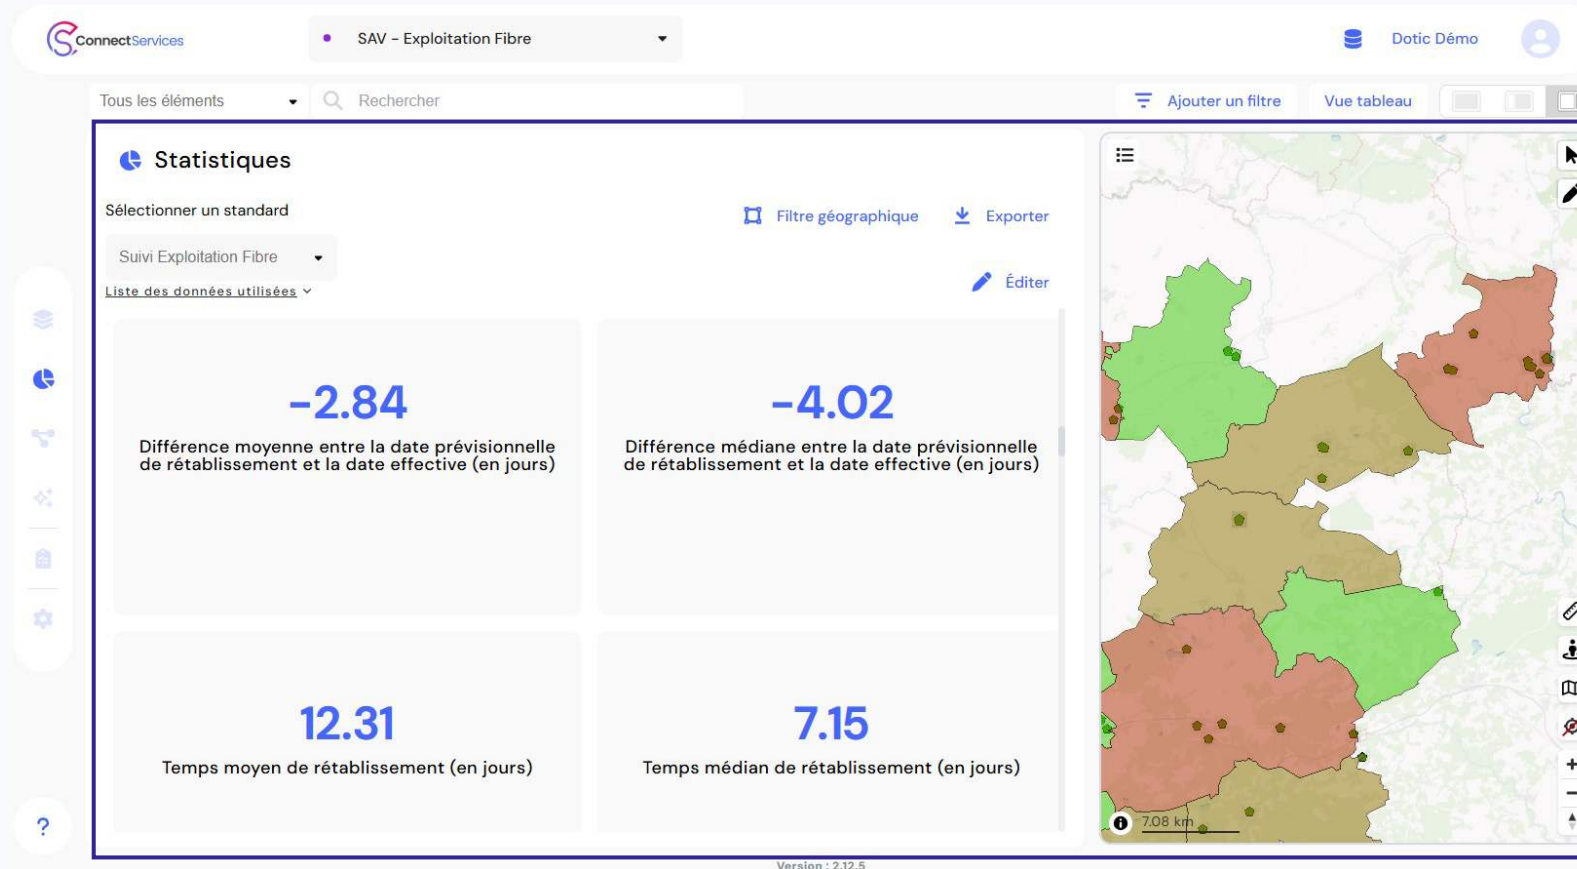 ConnectServices
SAV - Exploitation Fibre
Dotic Démo
Tous les éléments
Rechercher
Ajouter un filtre
Vue tableau
Statistiques
Sélectionner un standard
Filtre géographique
Exporter
Suivi Exploitation Fibre
Éditer
Liste des données utilisées
-2.84
Différence moyenne entre la date prévisionnelle
de rétablissement et la date effective (en jours)
-4.02
Différence médiane entre la date prévisionnelle
de rétablissement et la date effective (en jours)
12.31
Temps moyen de rétablissement (en jours)
7.15
Temps médian de rétablissement (en jours)
7.08 km
?
Version : 2.12.5